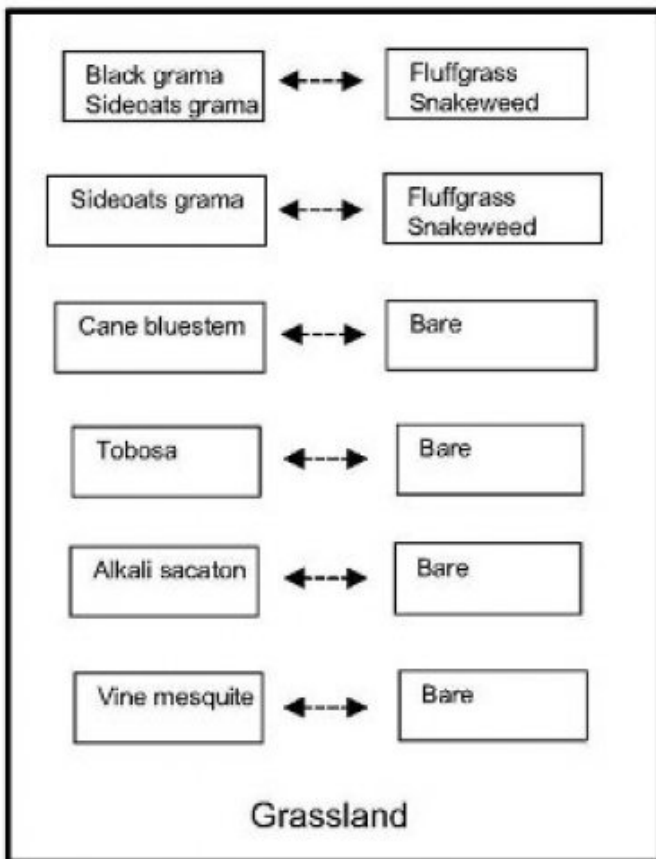 Black grama
Sideoats grama
Fluffgrass
Snakeweed
Sideoats grama
Fluffgrass
Snakeweed
Cane bluestem
Bare
Tobosa
Bare
Alkali sacaton
Bare
Vine mesquite
Bare
Grassland